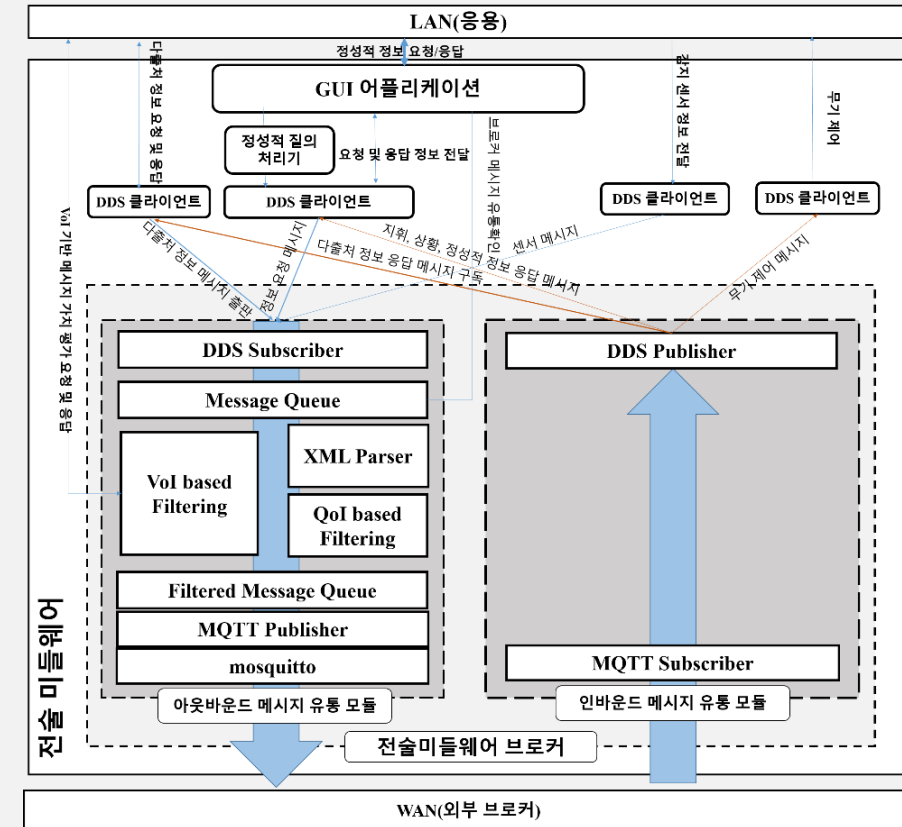 LAN(응용)
정성적 정보 요청/응답
GUI 어플리케이션
다출처 정보 요청 및 응답
정성적 질의
처리기
요청 및 응답 정보 전달
브로커 메시지 유통확인
감지 센서 정보 전달
무기 제어
DDS 클라이언트
DDS 클라이언트
DDS 클라이언트
DDS 클라이언트
VoI 기반 메시지 가치 평가 요청 및 응답
다출처 정보 메시지 출판
정보 요청 메시지
지휘, 상황, 정성적 정보 응답 메시지
다출처 정보 응답 메시지 구독
센서 메시지
무기 제어 메시지
DDS Subscriber
DDS Publisher
Message Queue
VoI based
Filtering
XML Parser
QoI based
Filtering
Filtered Message Queue
MQTT Publisher
mosquitto
MQTT Subscriber
아웃바운드 메시지 유통 모듈
인바운드 메시지 유통 모듈
전술미들웨어 브로커
전술 미들웨어
WAN(외부 브로커)